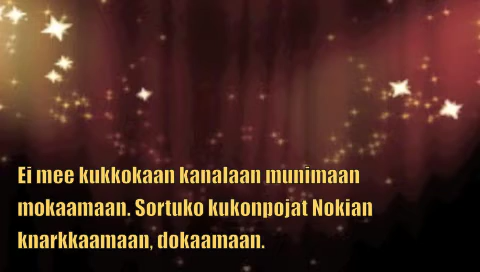 Ei mee kukkokaan kanalaan munimaan
mokaamaan. Sortuko kukonpojat Nokian
knarkkaamaan, dokaamaan.